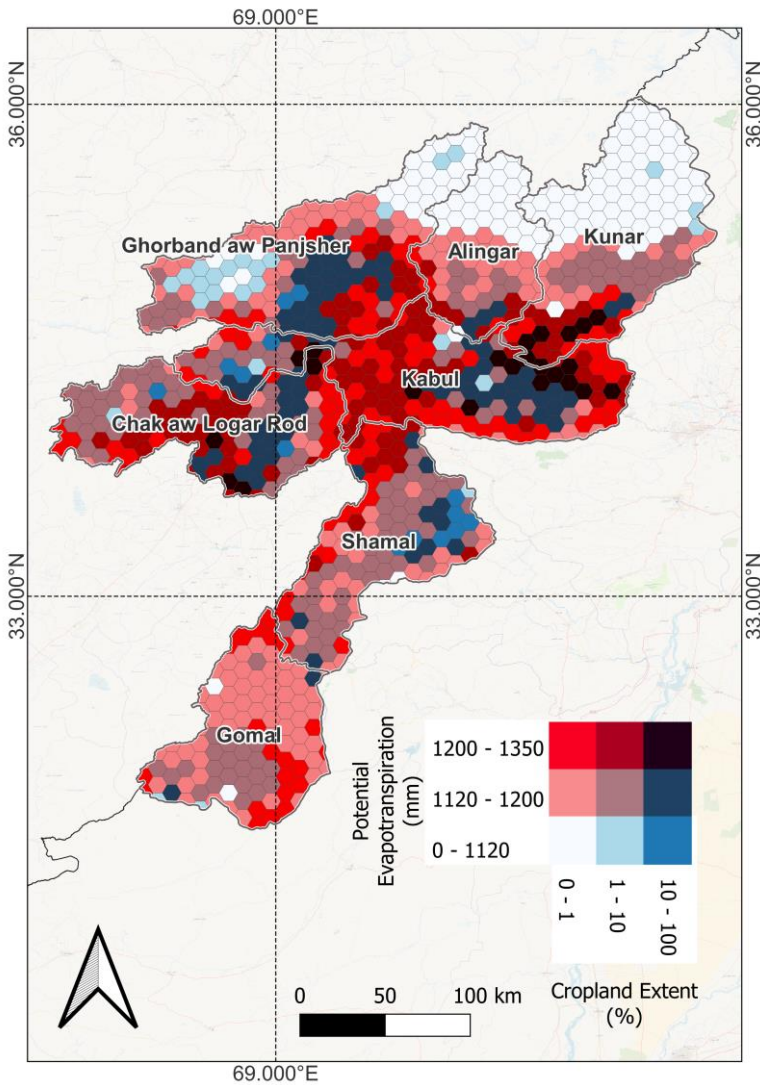 69.000°E
36.000°N
36.000°N
Ghorband aw Panjsher
Alingar
Kunar
Kabul
Chak aw Logar Rod
Shamal
33.000°N
33.000°N
Gomal
Potential
Evapotranspiration
(mm)
1200 - 1350
1120 - 1200
0 - 1120
0 - 1
1 - 10
10 - 100
Cropland Extent
(%)
0
50
100 km
69.000°E